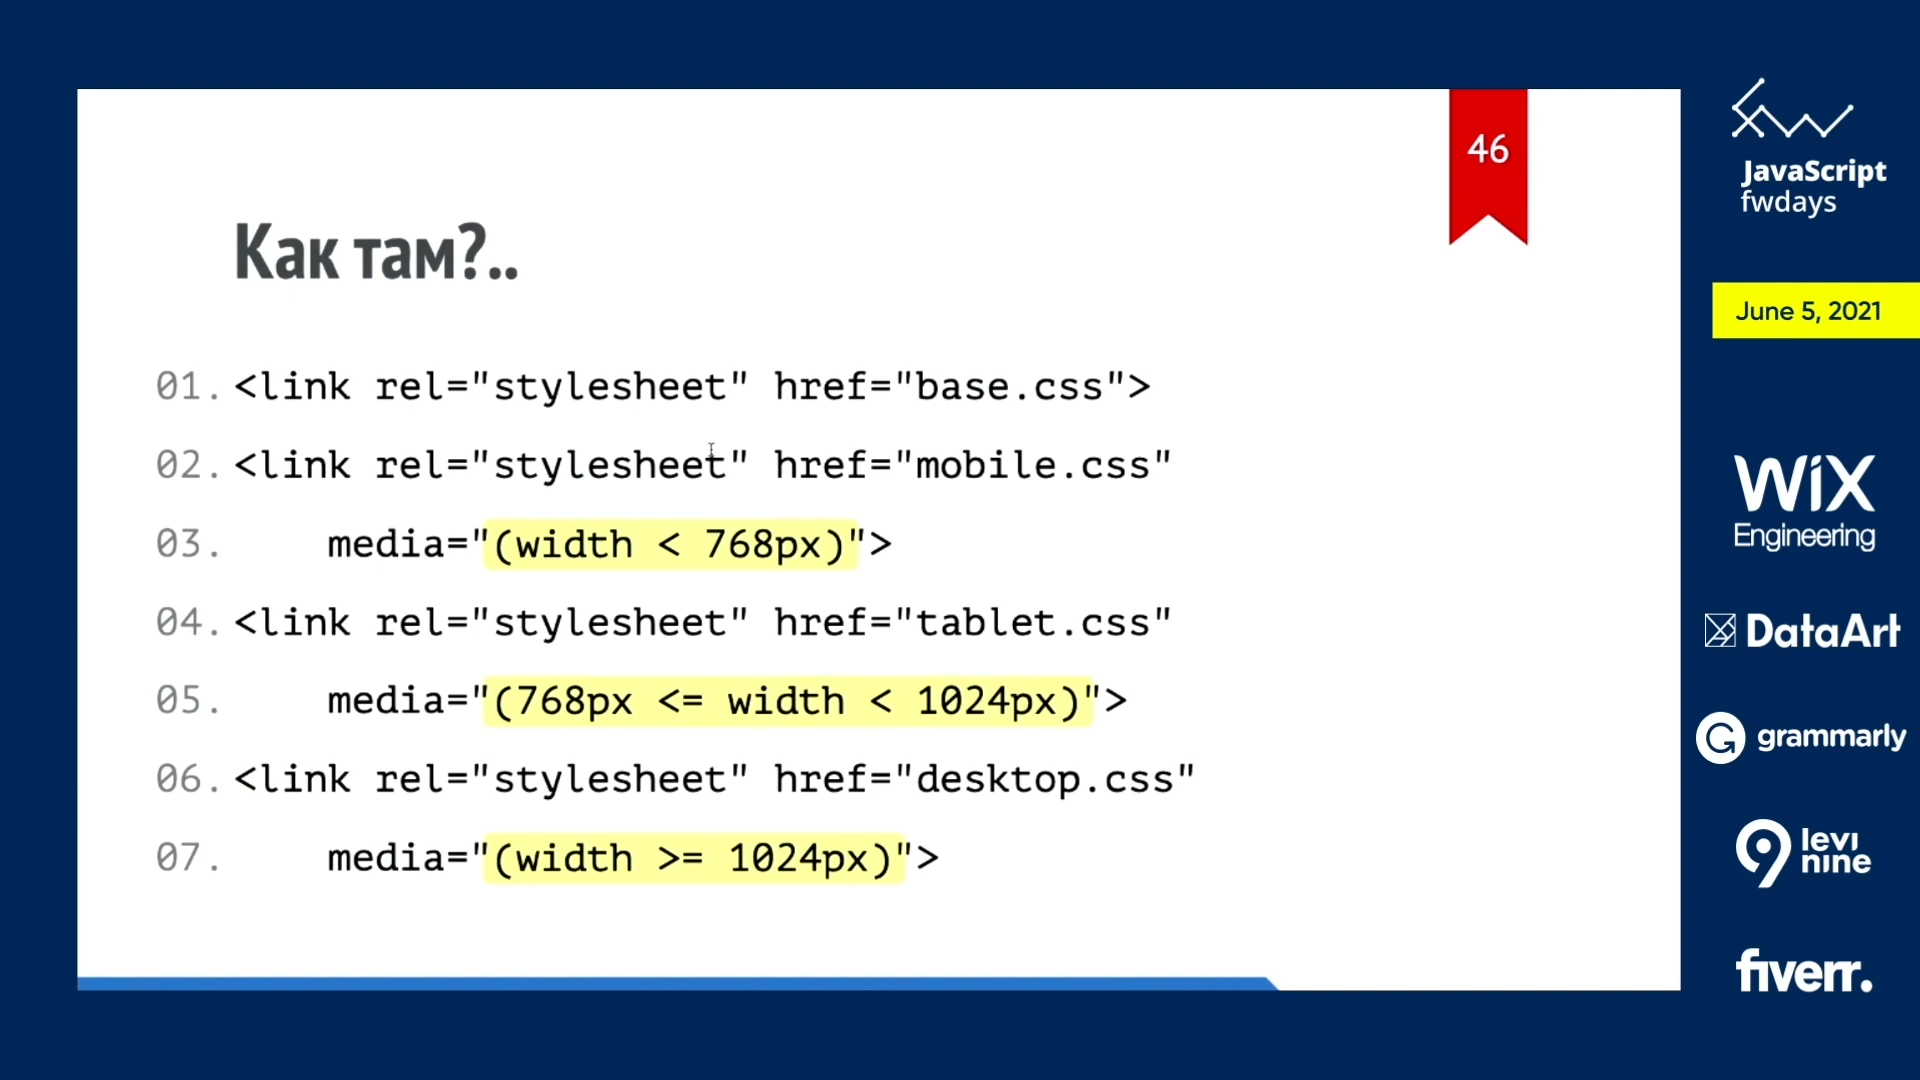 46
Как там?..
01. <link rel="stylesheet" href="base.css">
02. <link rel="stylesheet" href="mobile.css"
03. media="(width < 768px)">
04. <link rel="stylesheet" href="tablet.css"
05. media="(768px <= width < 1024px)">
06. <link rel="stylesheet" href="desktop.css"
07. media="(width >= 1024px)">
JavaScript
fwdays
June 5, 2021
WiX
Engineering
DataArt
grammarly
levi
nine
fiverr.